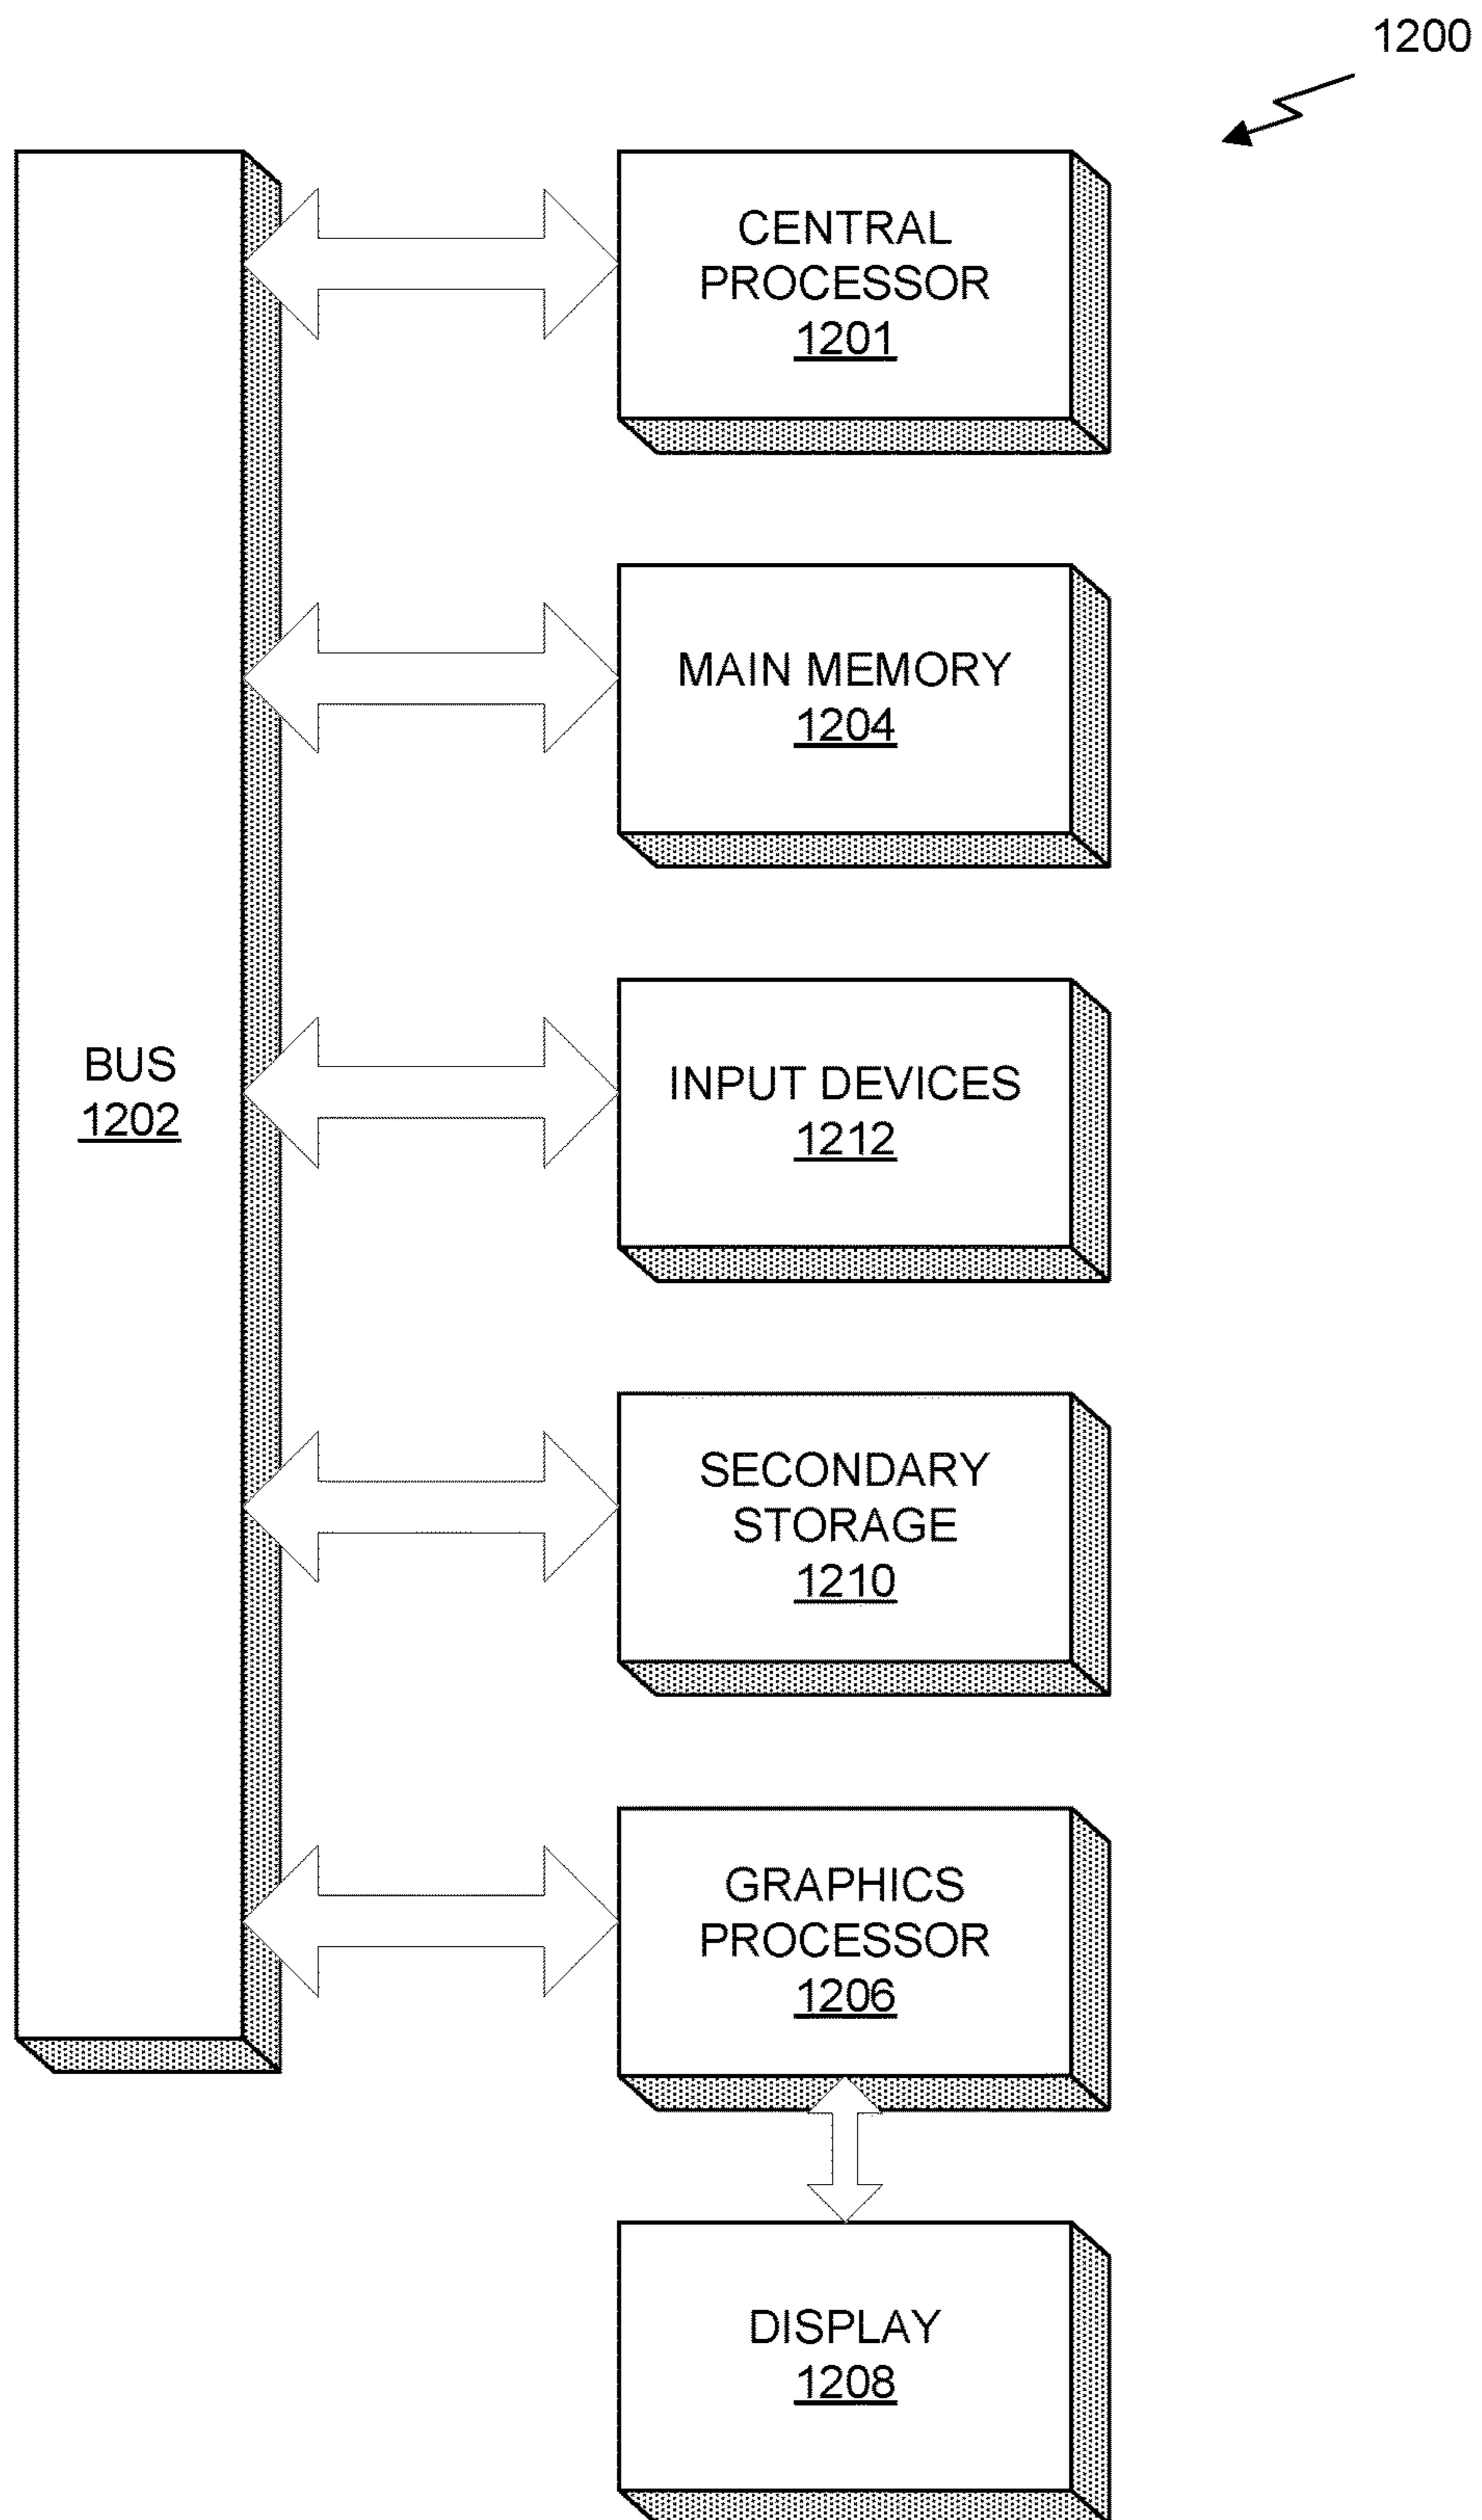 1200
CENTRAL
PROCESSOR
1201
MAIN MEMORY
1204
BUS
1202
INPUT DEVICES
1212
SECONDARY
STORAGE
1210
GRAPHICS
PROCESSOR
1206
DISPLAY
1208